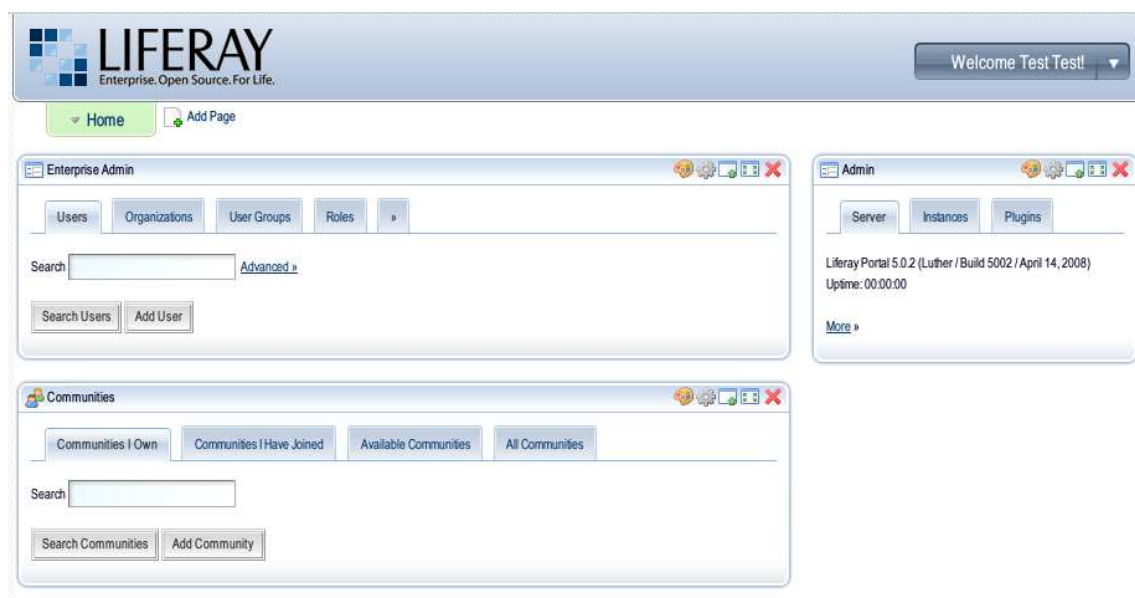 LIFERAY
Enterprise. Open Source. For Life.
Welcome Test Test!
Home
Add Page
Enterprise Admin
Users
Organizations
User Groups
Roles
»
Search
Advanced »
Search Users
Add User
Admin
Server
Instances
Plugins
Liferay Portal 5.0.2 (Luther / Build 5002 / April 14, 2008)
Uptime: 00:00:00
More »
Communities
Communities I Own
Communities I Have Joined
Available Communities
All Communities
Search
Search Communities
Add Community